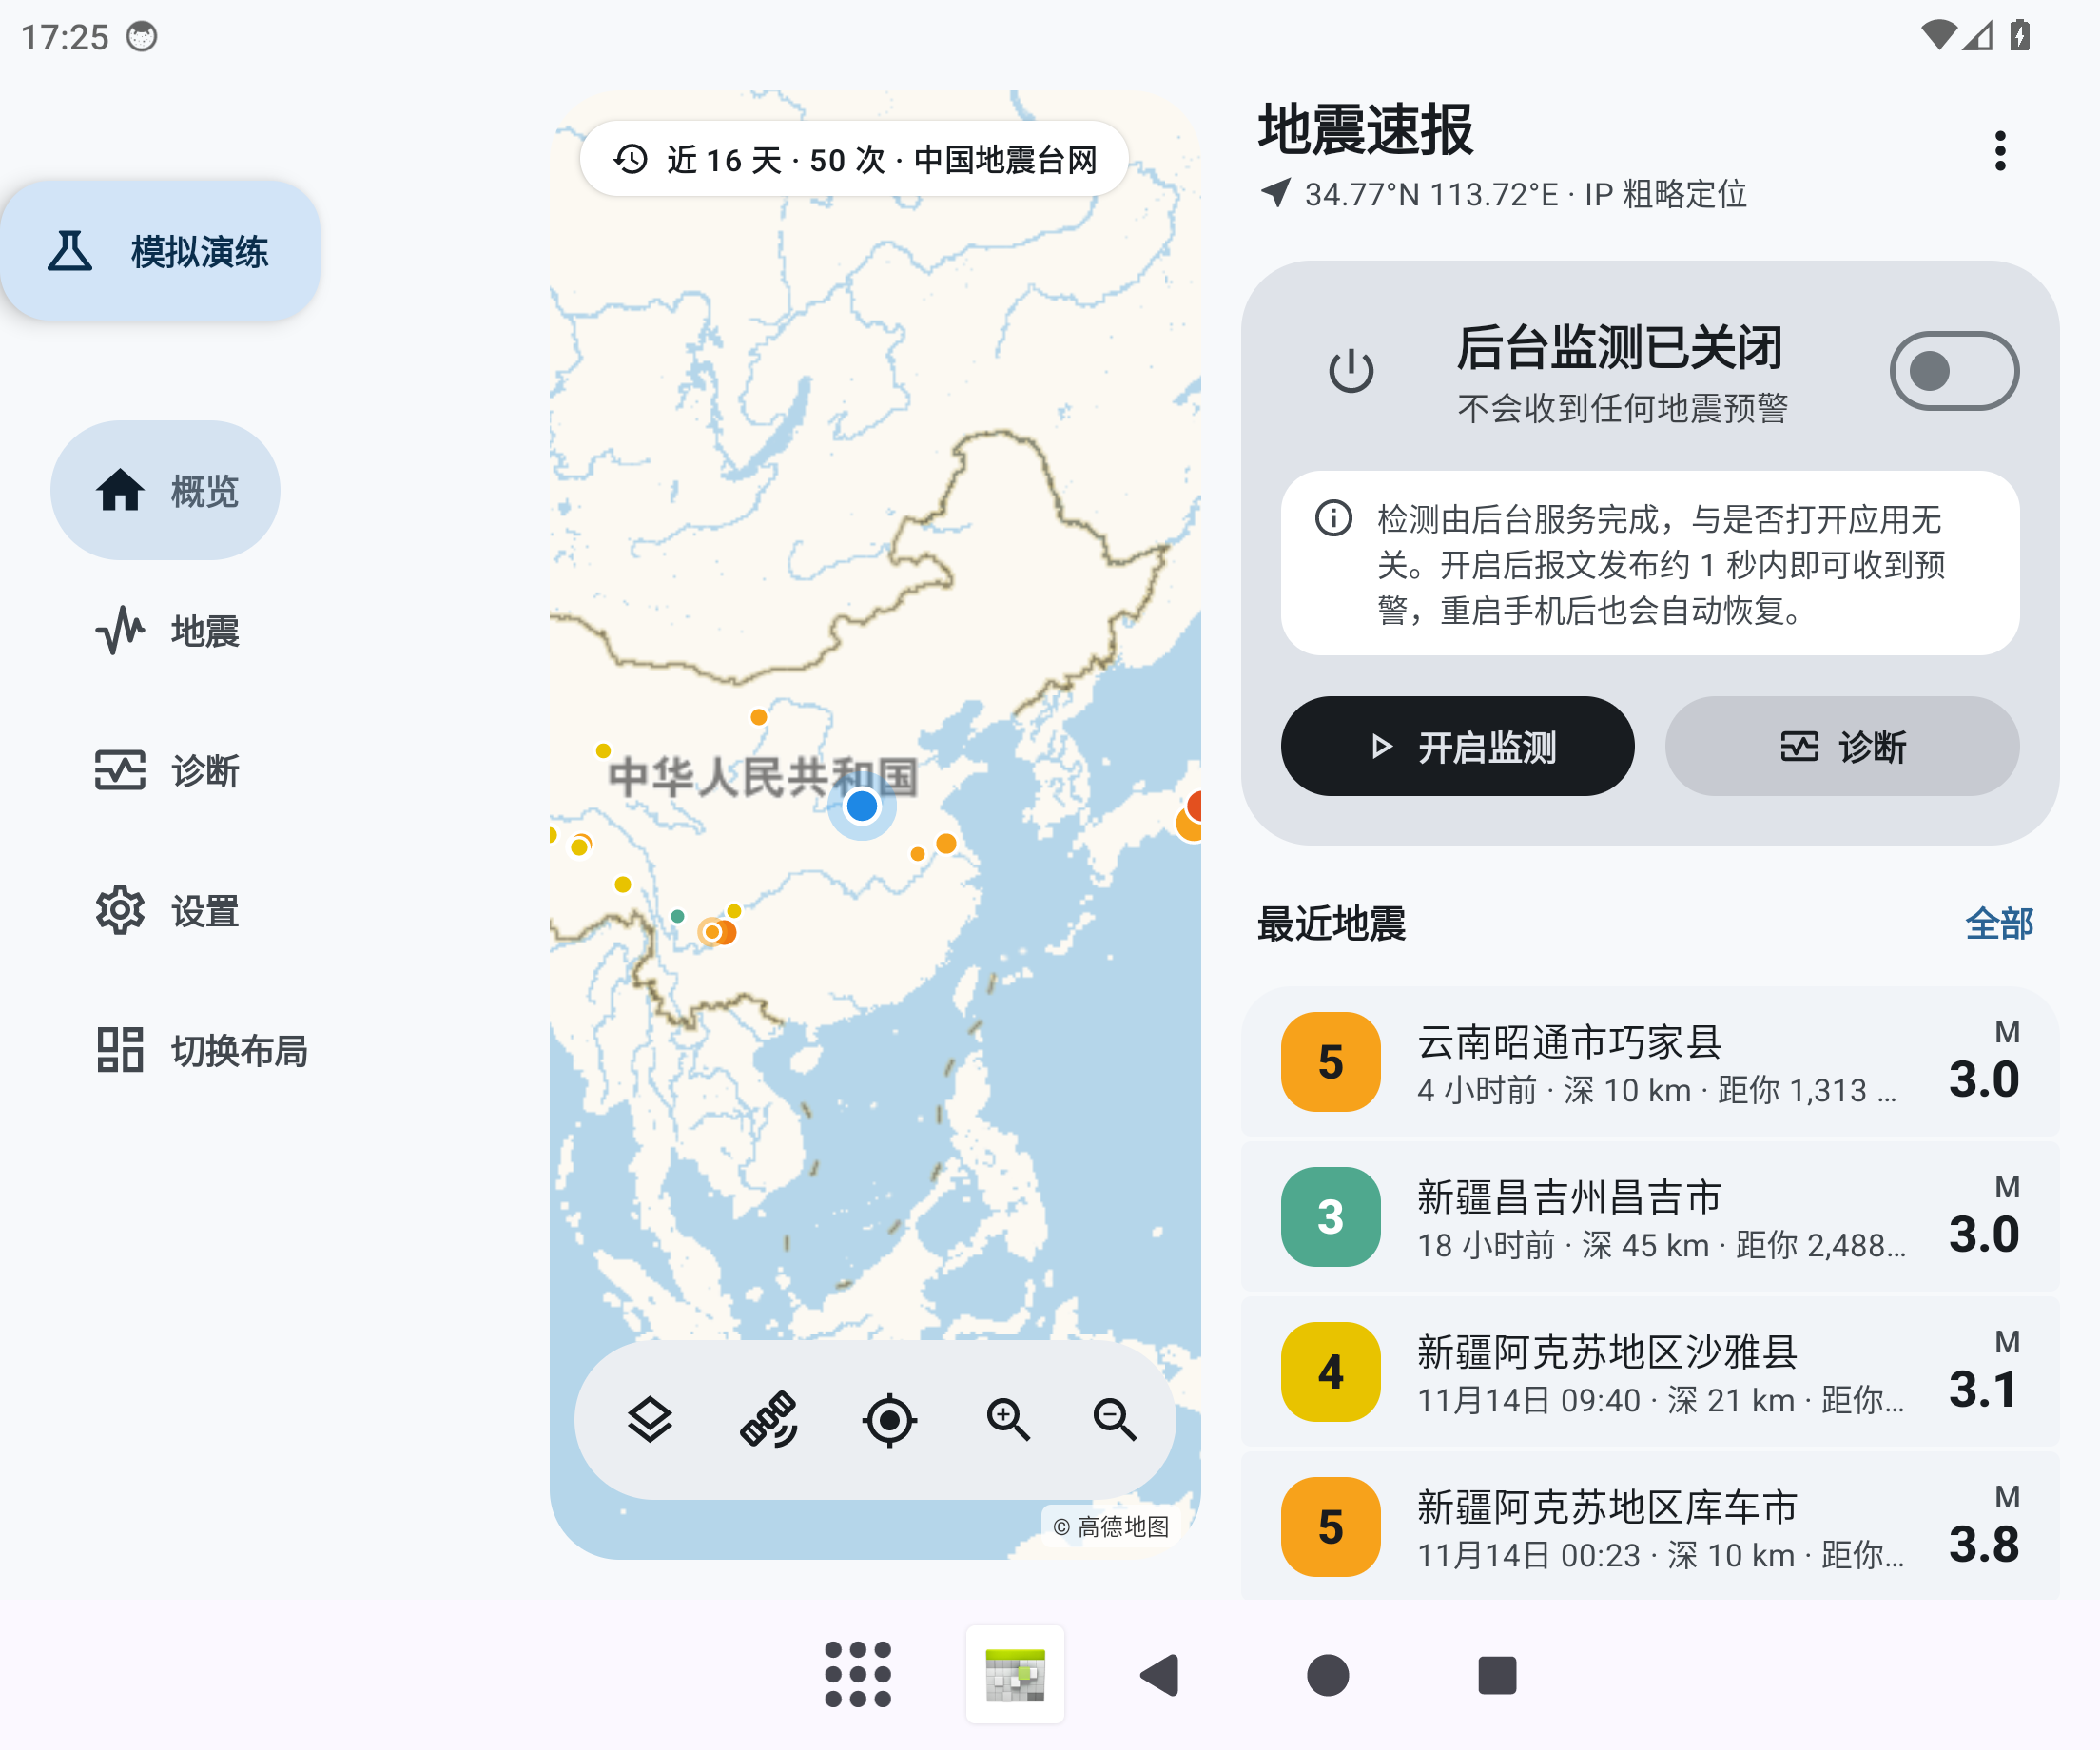 17:25
模拟演练
概览
地震
诊断
设置
切换布局
近 16 天 · 50 次 · 中国地震台网
中华人民共和国
© 高德地图
地震速报
34.77°N 113.72°E · IP 粗略定位
后台监测已关闭
不会收到任何地震预警
检测由后台服务完成，与是否打开应用无
关。开启后报文发布约 1 秒内即可收到预
警，重启手机后也会自动恢复。
开启监测
诊断
最近地震
全部
5
云南昭通市巧家县
4 小时前 · 深 10 km · 距你 1,313 ...
M
3.0
3
新疆昌吉州昌吉市
18 小时前 · 深 45 km · 距你 2,488...
M
3.0
4
新疆阿克苏地区沙雅县
11月14日 09:40 · 深 21 km · 距你...
M
3.1
5
新疆阿克苏地区库车市
11月14日 00:23 · 深 10 km · 距你...
M
3.8